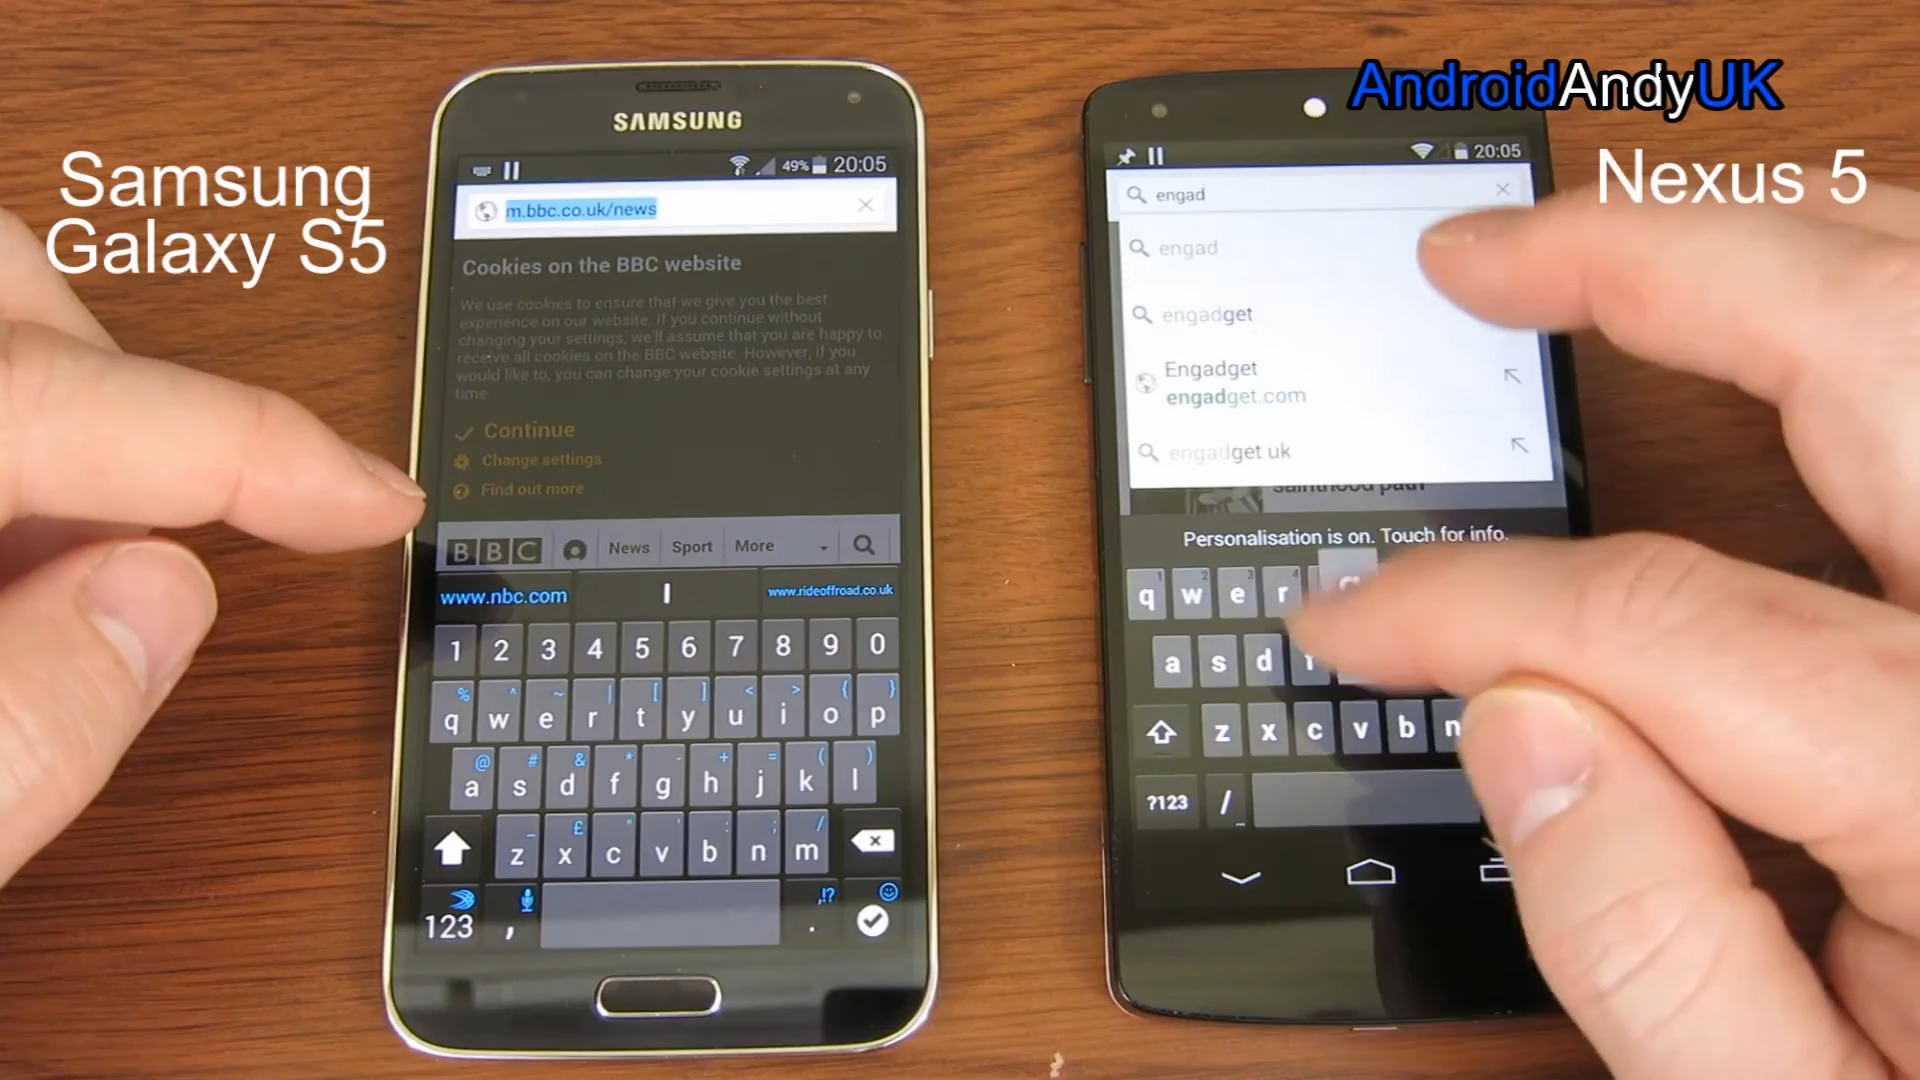 AndroidAndyUK
Samsung
Galaxy S5
Nexus 5
SAMSUNG
49% 20:05
m.bbc.co.uk/news
Cookies on the BBC website
We use cookies to ensure that we give you the best
experience on our website. If you continue without
changing your settings, we'll assume that you are happy to
receive all cookies on the BBC website. However, if you
would like to, you can change your cookie settings at any
time.
Continue
Change settings
Find out more
BBC News Sport More
www.nbc.com I www.rideoffroad.co.uk
1 2 3 4 5 6 7 8 9 0
% ^ ~ | [ ] < > { }
q w e r t y u i o p
@ # & * - + = ( )
a s d f g h j k l
_ £ " ' : ; /
z x c v b n m
,!?
123 , .
20:05
engad
engad
engadget
Engadget
engadget.com
engadget uk
sainthood path
Personalisation is on. Touch for info.
1 2 3 4
q w e r
a s d f
z x c v b n
?123 / _